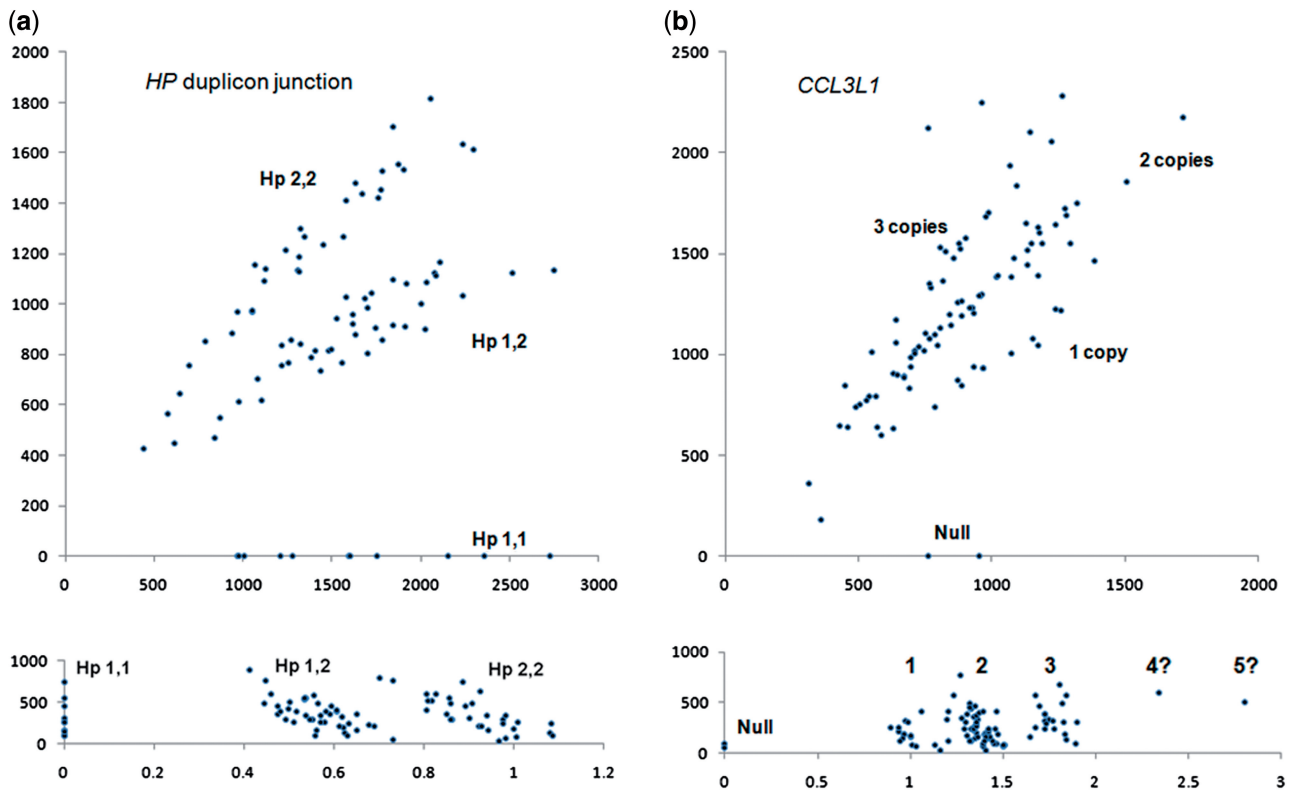 (a)
HP duplicon junction
2000
1800
1600
1400
1200
1000
800
600
400
200
0
Hp 2,2
Hp 1,2
Hp 1,1
0 500 1000 1500 2000 2500 3000
1000
500
0
Hp 1,1 Hp 1,2 Hp 2,2
0 0.2 0.4 0.6 0.8 1 1.2
(b)
CCL3L1
2500
2000
1500
1000
500
0
2 copies
3 copies
1 copy
Null
0 500 1000 1500 2000
1000
500
0
1 2 3 4? 5?
Null
0 0.5 1 1.5 2 2.5 3